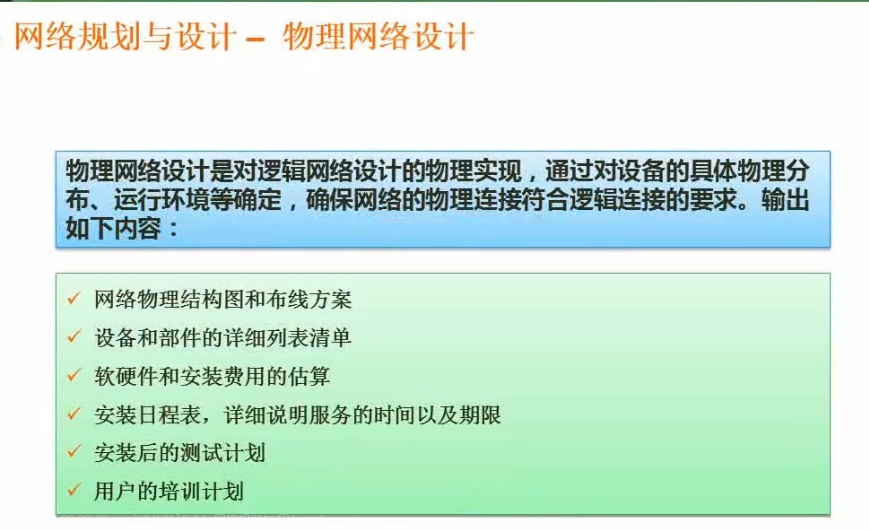 网络规划与设计 – 物理网络设计
物理网络设计是对逻辑网络设计的物理实现，通过对设备的具体物理分
布、运行环境等确定，确保网络的物理连接符合逻辑连接的要求。输出
如下内容：
✓ 网络物理结构图和布线方案
✓ 设备和部件的详细列表清单
✓ 软硬件和安装费用的估算
✓ 安装日程表，详细说明服务的时间以及期限
✓ 安装后的测试计划
✓ 用户的培训计划